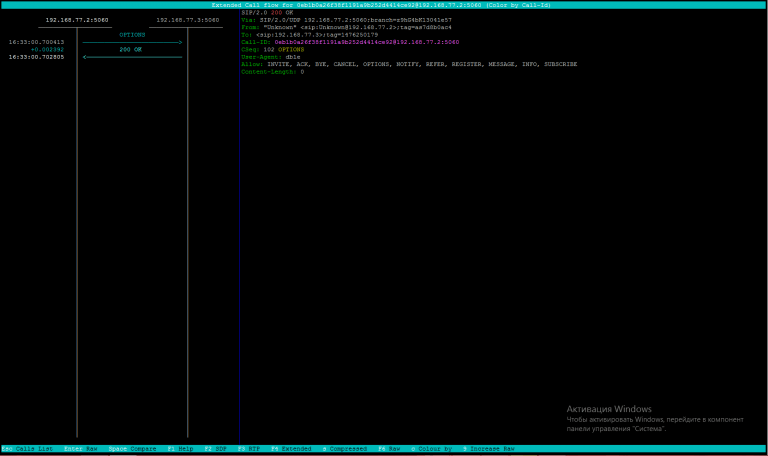 Extended Call flow for 0eb1b0a26f38f1191a9b252d4414ce92@192.168.77.2:5060 (Color by Call-Id)
192.168.77.2:5060 192.168.77.3:5060
OPTIONS
16:33:00.700413
+0.002392 200 OK
16:33:00.702805
SIP/2.0 200 OK
Via: SIP/2.0/UDP 192.168.77.2:5060;branch=z9hG4bK13041e57
From: "Unknown" <sip:Unknown@192.168.77.2>;tag=as7d8b0ac4
To: <sip:192.168.77.3>;tag=1676250179
Call-ID: 0eb1b0a26f38f1191a9b252d4414ce92@192.168.77.2:5060
CSeq: 102 OPTIONS
User-Agent: dble
Allow: INVITE, ACK, BYE, CANCEL, OPTIONS, NOTIFY, REFER, REGISTER, MESSAGE, INFO, SUBSCRIBE
Content-Length: 0
Активация Windows
Чтобы активировать Windows, перейдите в компонент
панели управления "Система".
Esc Calls List Enter Raw Space Compare F1 Help F2 SDP F3 RTP F4 Extended s Compressed F6 Raw c Colour by 9 Increase Raw